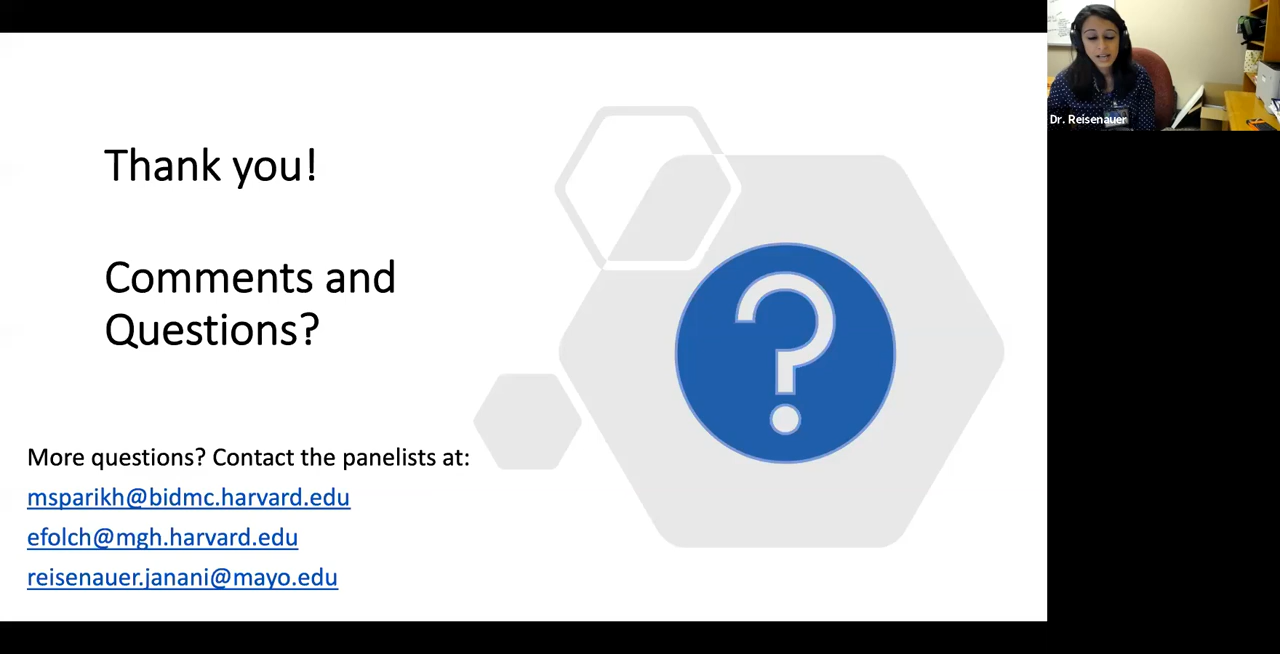 Thank you!
Comments and
Questions?
More questions? Contact the panelists at:
msparikh@bidmc.harvard.edu
efolch@mgh.harvard.edu
reisenauer.janani@mayo.edu
Dr. Reisenauer